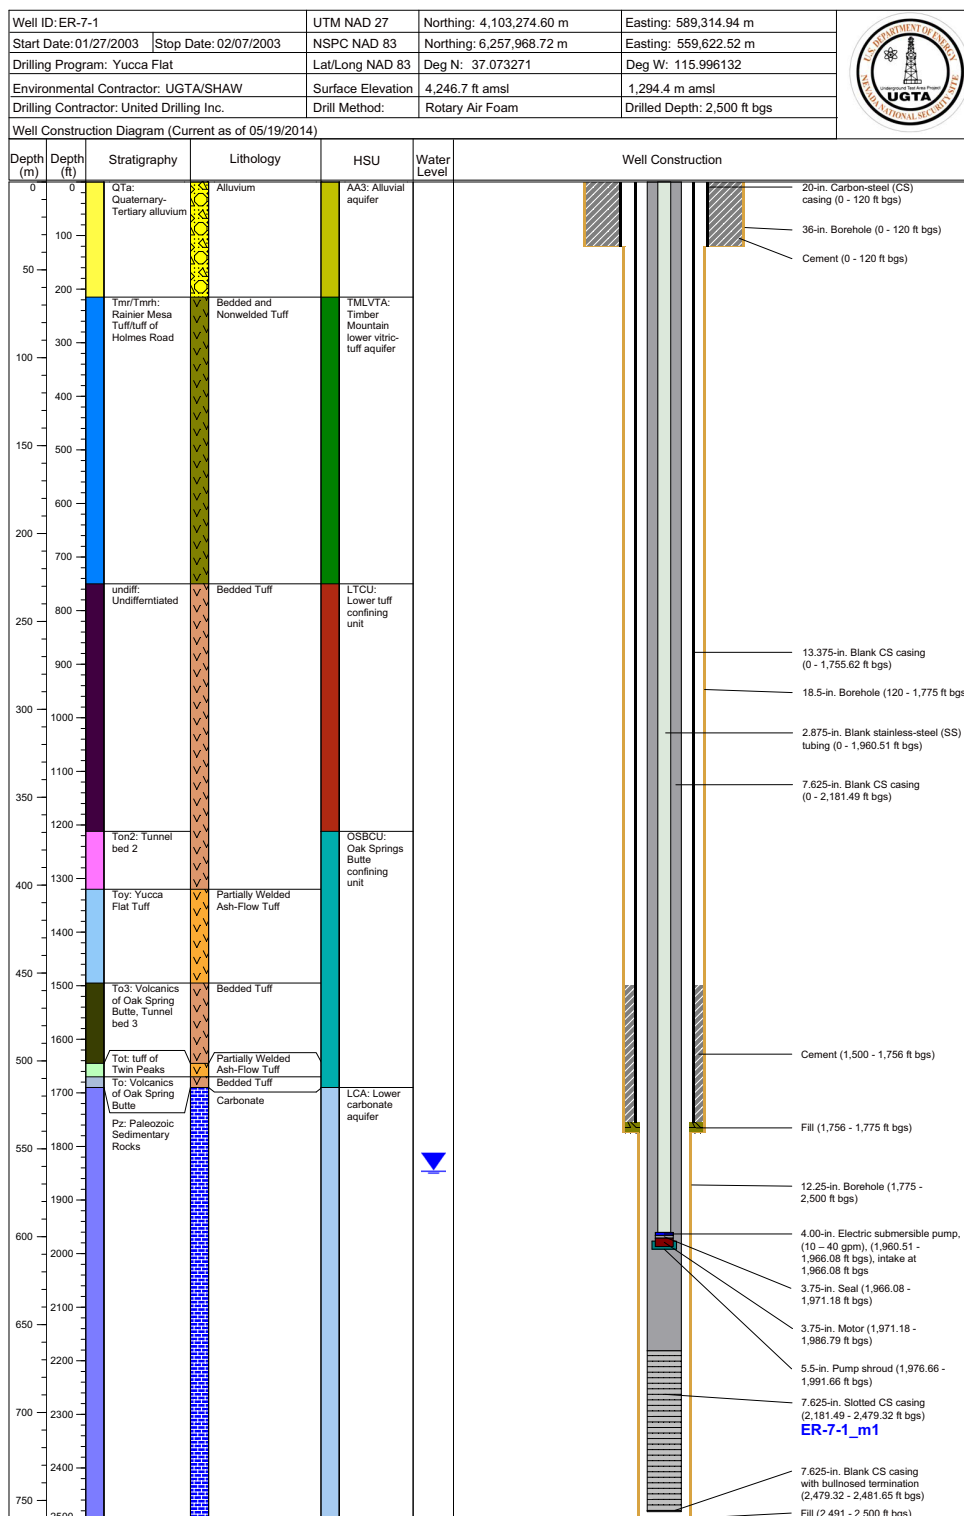 Well ID: ER-7-1
UTM NAD 27
Northing: 4,103,274.60 m
Easting: 589,314.94 m
Start Date: 01/27/2003
Stop Date: 02/07/2003
NSPC NAD 83
Northing: 6,257,968.72 m
Easting: 559,622.52 m
Drilling Program: Yucca Flat
Lat/Long NAD 83
Deg N: 37.073271
Deg W: 115.996132
Environmental Contractor: UGTA/SHAW
Surface Elevation
4,246.7 ft amsl
1,294.4 m amsl
Drilling Contractor: United Drilling Inc.
Drill Method:
Rotary Air Foam
Drilled Depth: 2,500 ft bgs
Well Construction Diagram (Current as of 05/19/2014)
U.S. DEPARTMENT OF ENERGY
Underground Test Area Project
UGTA
NEVADA NATIONAL SECURITY SITE
Depth (m)
Depth (ft)
Stratigraphy
Lithology
HSU
Water Level
Well Construction
0
50
100
150
200
250
300
350
400
450
500
550
600
650
700
750
0
100
200
300
400
500
600
700
800
900
1000
1100
1200
1300
1400
1500
1600
1700
1800
1900
2000
2100
2200
2300
2400
2500
QTa:
Quaternary-
Tertiary alluvium
Tmr/Tmrh:
Rainier Mesa
Tuff/tuff of
Holmes Road
undiff:
Undifferntiated
Ton2: Tunnel
bed 2
Toy: Yucca
Flat Tuff
To3: Volcanics
of Oak Spring
Butte, Tunnel
bed 3
Tot: tuff of
Twin Peaks
To: Volcanics
of Oak Spring
Butte
Pz: Paleozoic
Sedimentary
Rocks
Alluvium
Bedded and
Nonwelded Tuff
Bedded Tuff
Partially Welded
Ash-Flow Tuff
Bedded Tuff
Partially Welded
Ash-Flow Tuff
Bedded Tuff
Carbonate
AA3: Alluvial
aquifer
TMLVTA:
Timber
Mountain
lower vitric-
tuff aquifer
LTCU:
Lower tuff
confining
unit
OSBCU:
Oak Springs
Butte
confining
unit
LCA: Lower
carbonate
aquifer
20-in. Carbon-steel (CS)
casing (0 - 120 ft bgs)
36-in. Borehole (0 - 120 ft bgs)
Cement (0 - 120 ft bgs)
13.375-in. Blank CS casing
(0 - 1,755.62 ft bgs)
18.5-in. Borehole (120 - 1,775 ft bgs
2.875-in. Blank stainless-steel (SS)
tubing (0 - 1,960.51 ft bgs)
7.625-in. Blank CS casing
(0 - 2,181.49 ft bgs)
Cement (1,500 - 1,756 ft bgs)
Fill (1,756 - 1,775 ft bgs)
12.25-in. Borehole (1,775 -
2,500 ft bgs)
4.00-in. Electric submersible pump,
(10 – 40 gpm), (1,960.51 -
1,966.08 ft bgs), intake at
1,966.08 ft bgs
3.75-in. Seal (1,966.08 -
1,971.18 ft bgs)
3.75-in. Motor (1,971.18 -
1,986.79 ft bgs)
5.5-in. Pump shroud (1,976.66 -
1,991.66 ft bgs)
7.625-in. Slotted CS casing
(2,181.49 - 2,479.32 ft bgs)
ER-7-1_m1
7.625-in. Blank CS casing
with bullnosed termination
(2,479.32 - 2,481.65 ft bgs)
Fill (2,491 - 2,500 ft bgs)